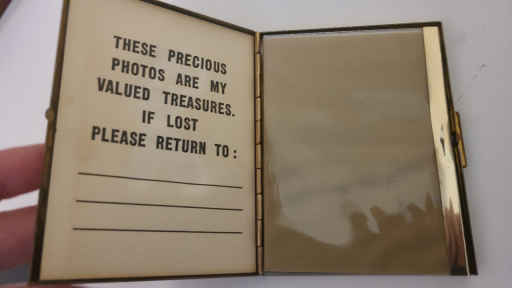 THESE PRECIOUS
PHOTOS ARE MY
VALUED TREASURES.
IF LOST
PLEASE RETURN TO: